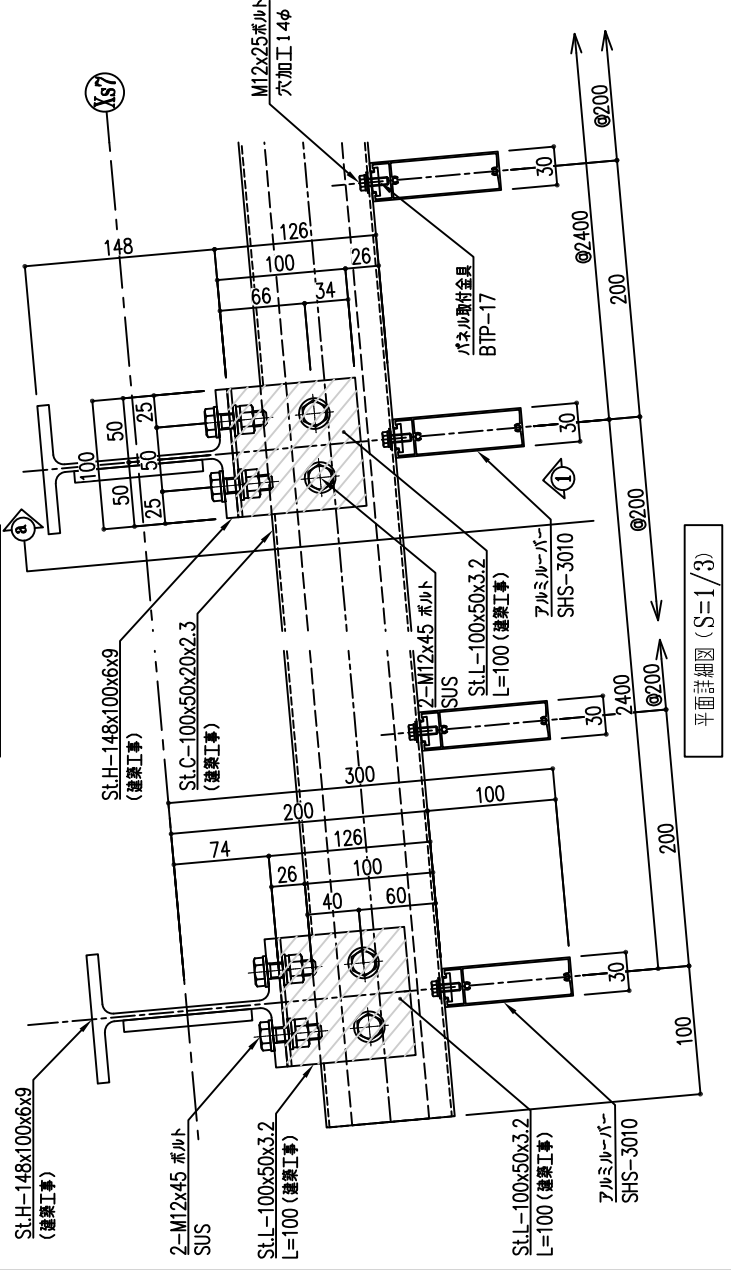 M12x25ボルト
穴加工14φ
Xs7
148
126
100
26
66
34
@200
@2400
200
30
パネル取付金具
BTP-17
25
50
100
50
50
25
a
30
1
St.H-148x100x6x9
(建築工事)
St.C-100x50x20x2.3
(建築工事)
2-M12x45 ボルト
SUS
St.L-100x50x3.2
L=100 (建築工事)
アルミルーバー
SHS-3010
@200
平面詳細図 (S=1/3)
2400
@200
30
300
200
100
74
126
26
100
40
60
200
30
100
St.H-148x100x6x9
(建築工事)
2-M12x45 ボルト
SUS
St.L-100x50x3.2
L=100 (建築工事)
St.L-100x50x3.2
L=100 (建築工事)
アルミルーバー
SHS-3010